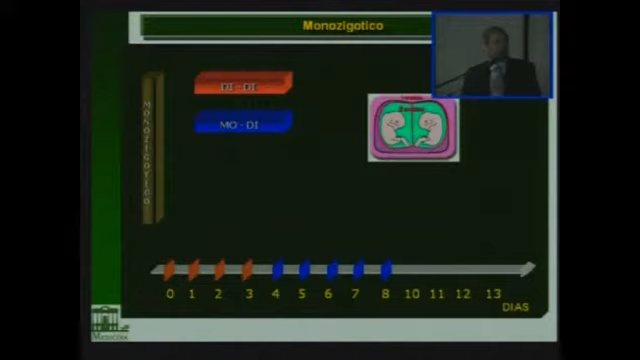 Monozigotico
DI - DI
MO - DI
MONOZIGOTICO
0 1 2 3 4 5 6 7 8 10 11 12 13
DIAS
MEDICINA